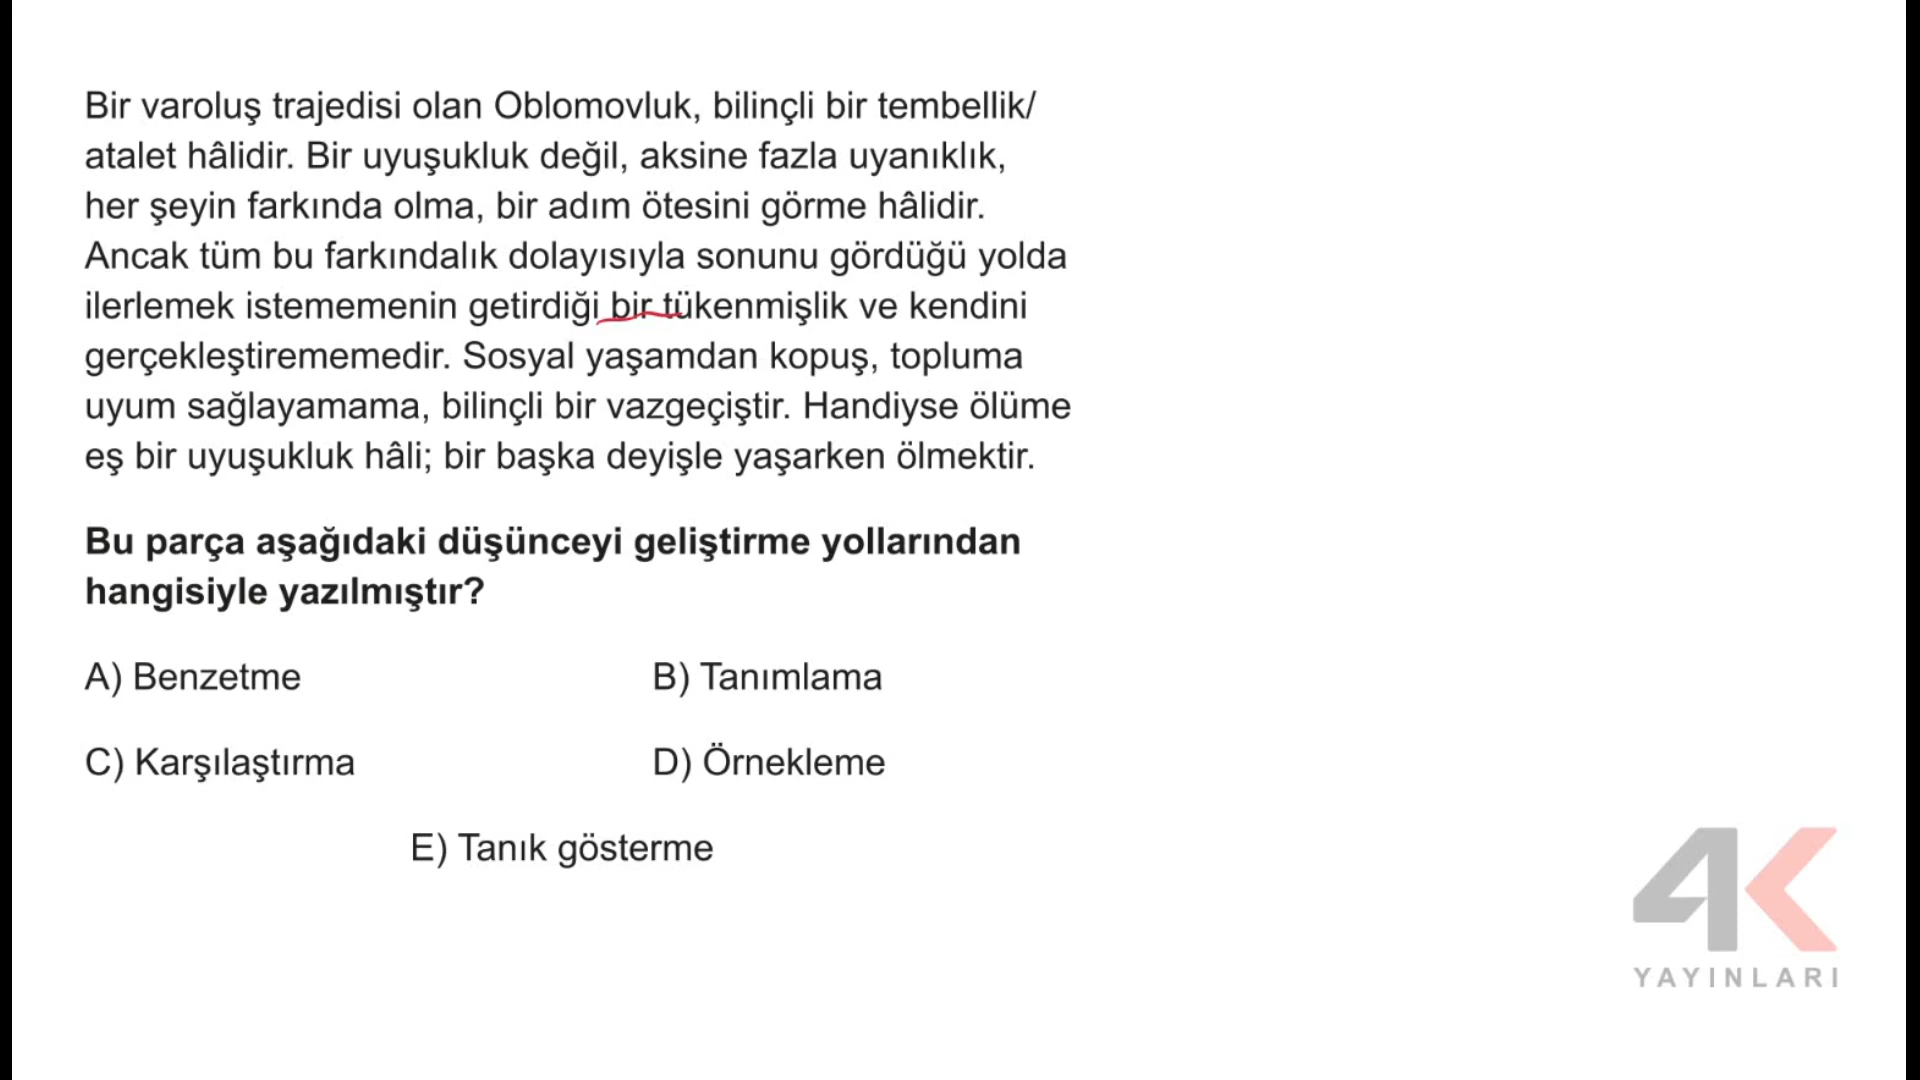 Bir varoluş trajedisi olan Oblomovluk, bilinçli bir tembellik/
atalet hâlidir. Bir uyuşukluk değil, aksine fazla uyanıklık,
her şeyin farkında olma, bir adım ötesini görme hâlidir.
Ancak tüm bu farkındalık dolayısıyla sonunu gördüğü yolda
ilerlemek istememenin getirdiği bir tükenmişlik ve kendini
gerçekleştirememedir. Sosyal yaşamdan kopuş, topluma
uyum sağlayamama, bilinçli bir vazgeçiştir. Handiyse ölüme
eş bir uyuşukluk hâli; bir başka deyişle yaşarken ölmektir.
Bu parça aşağıdaki düşünceyi geliştirme yollarından
hangisiyle yazılmıştır?
A) Benzetme
B) Tanımlama
C) Karşılaştırma
D) Örnekleme
E) Tanık gösterme
4K
YAYINLARI